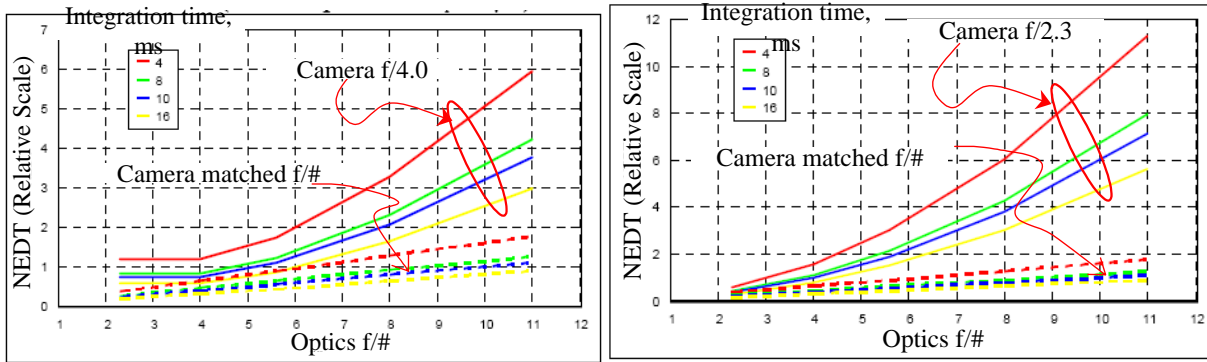 Integration time,
ms
NEDT (Relative Scale)
7
6
5
4
3
2
1
0
4
8
10
16
Camera f/4.0
Camera matched f/#
1 2 3 4 5 6 7 8 9 10 11 12
Optics f/#
Integration time,
ms
NEDT (Relative Scale)
12
10
8
6
4
2
0
4
8
10
16
Camera f/2.3
Camera matched f/#
1 2 3 4 5 6 7 8 9 10 11 12
Optics f/#